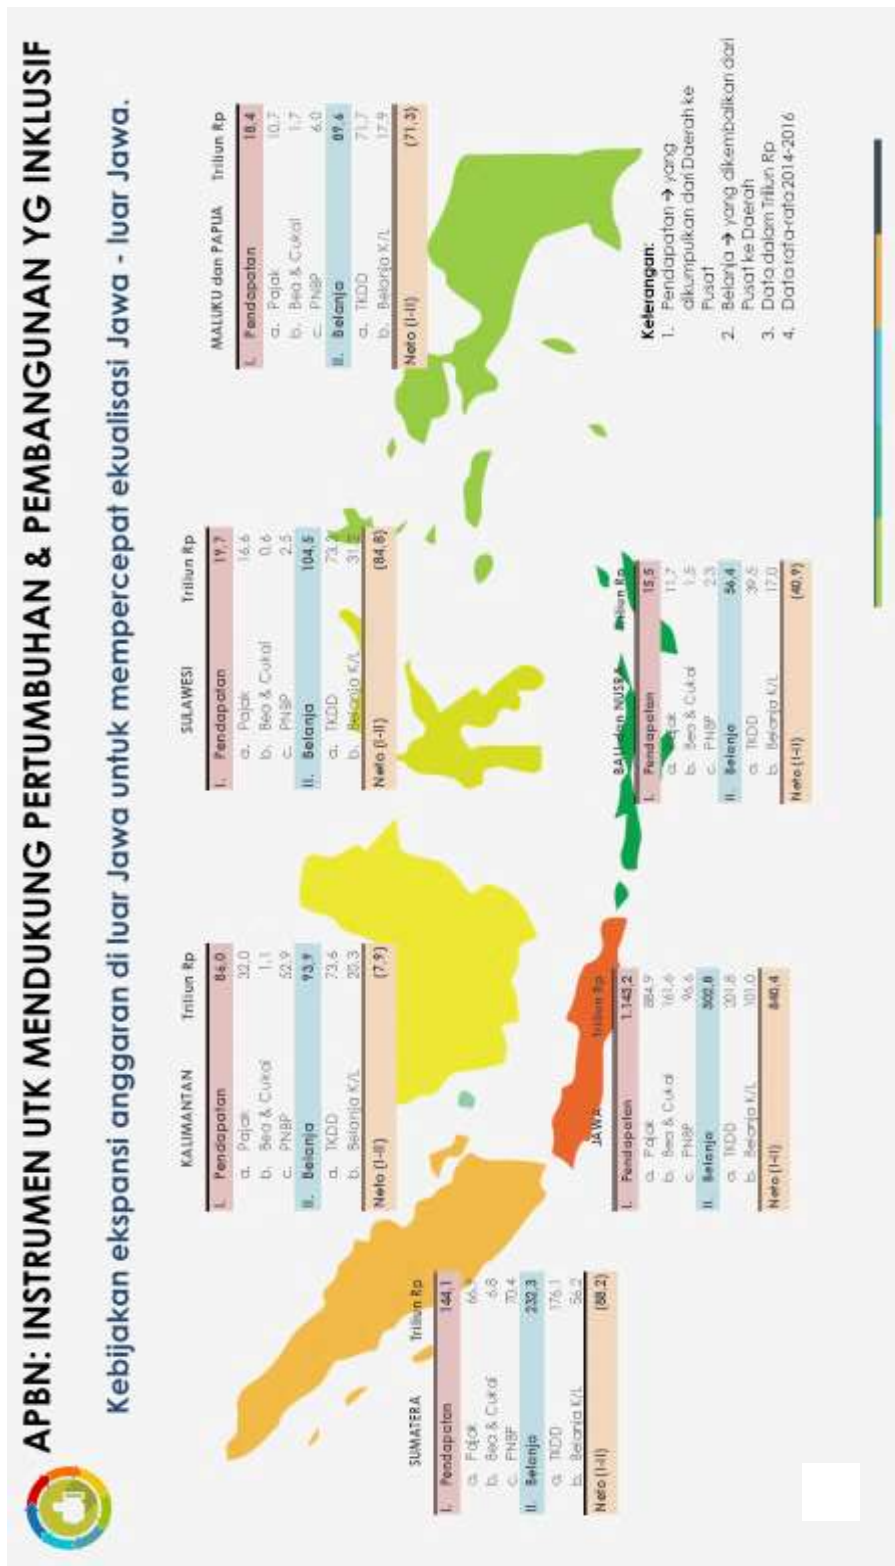 APBN: INSTRUMEN UTK MENDUKUNG PERTUMBUHAN & PEMBANGUNAN YG INKLUSIF
Kebijakan ekspansi anggaran di luar Jawa untuk mempercepat ekualisasi Jawa - luar Jawa.
SUMATERA Triliun Rp
I. Pendapatan 144,1
a. Pajak 66,9
b. Bea & Cukai 6,8
c. PNBP 70,4
II. Belanja 232,3
a. TKDD 176,1
b. Belanja K/L 56,2
Neto (I-II) (88,2)
KALIMANTAN Triliun Rp
I. Pendapatan 86,0
a. Pajak 32,0
b. Bea & Cukai 1,1
c. PNBP 52,9
II. Belanja 93,9
a. TKDD 73,6
b. Belanja K/L 20,3
Neto (I-II) (7,9)
JAWA Triliun Rp
I. Pendapatan 1.143,2
a. Pajak 884,9
b. Bea & Cukai 161,6
c. PNBP 96,6
II. Belanja 302,8
a. TKDD 201,8
b. Belanja K/L 101,0
Neto (I-II) 840,4
SULAWESI Triliun Rp
I. Pendapatan 19,7
a. Pajak 16,6
b. Bea & Cukai 0,6
c. PNBP 2,5
II. Belanja 104,5
a. TKDD
b. Belanja K/L
Neto (I-II) (84,8)
BALI dan NUSRA Triliun Rp
I. Pendapatan 15,5
a. Pajak 11,7
b. Bea & Cukai 1,5
c. PNBP 2,3
II. Belanja 56,4
a. TKDD 39,5
b. Belanja K/L 17,0
Neto (I-II) (40,9)
MALUKU dan PAPUA Triliun Rp
I. Pendapatan 18,4
a. Pajak 10,7
b. Bea & Cukai 1,7
c. PNBP 6,0
II. Belanja 89,6
a. TKDD 71,7
b. Belanja K/L 17,9
Neto (I-II) (71,3)
Keterangan:
1. Pendapatan → yang
dikumpulkan dari Daerah ke
Pusat
2. Belanja → yang dikembalikan dari
Pusat ke Daerah
3. Data dalam Triliun Rp
4. Data rata-rata 2014-2016